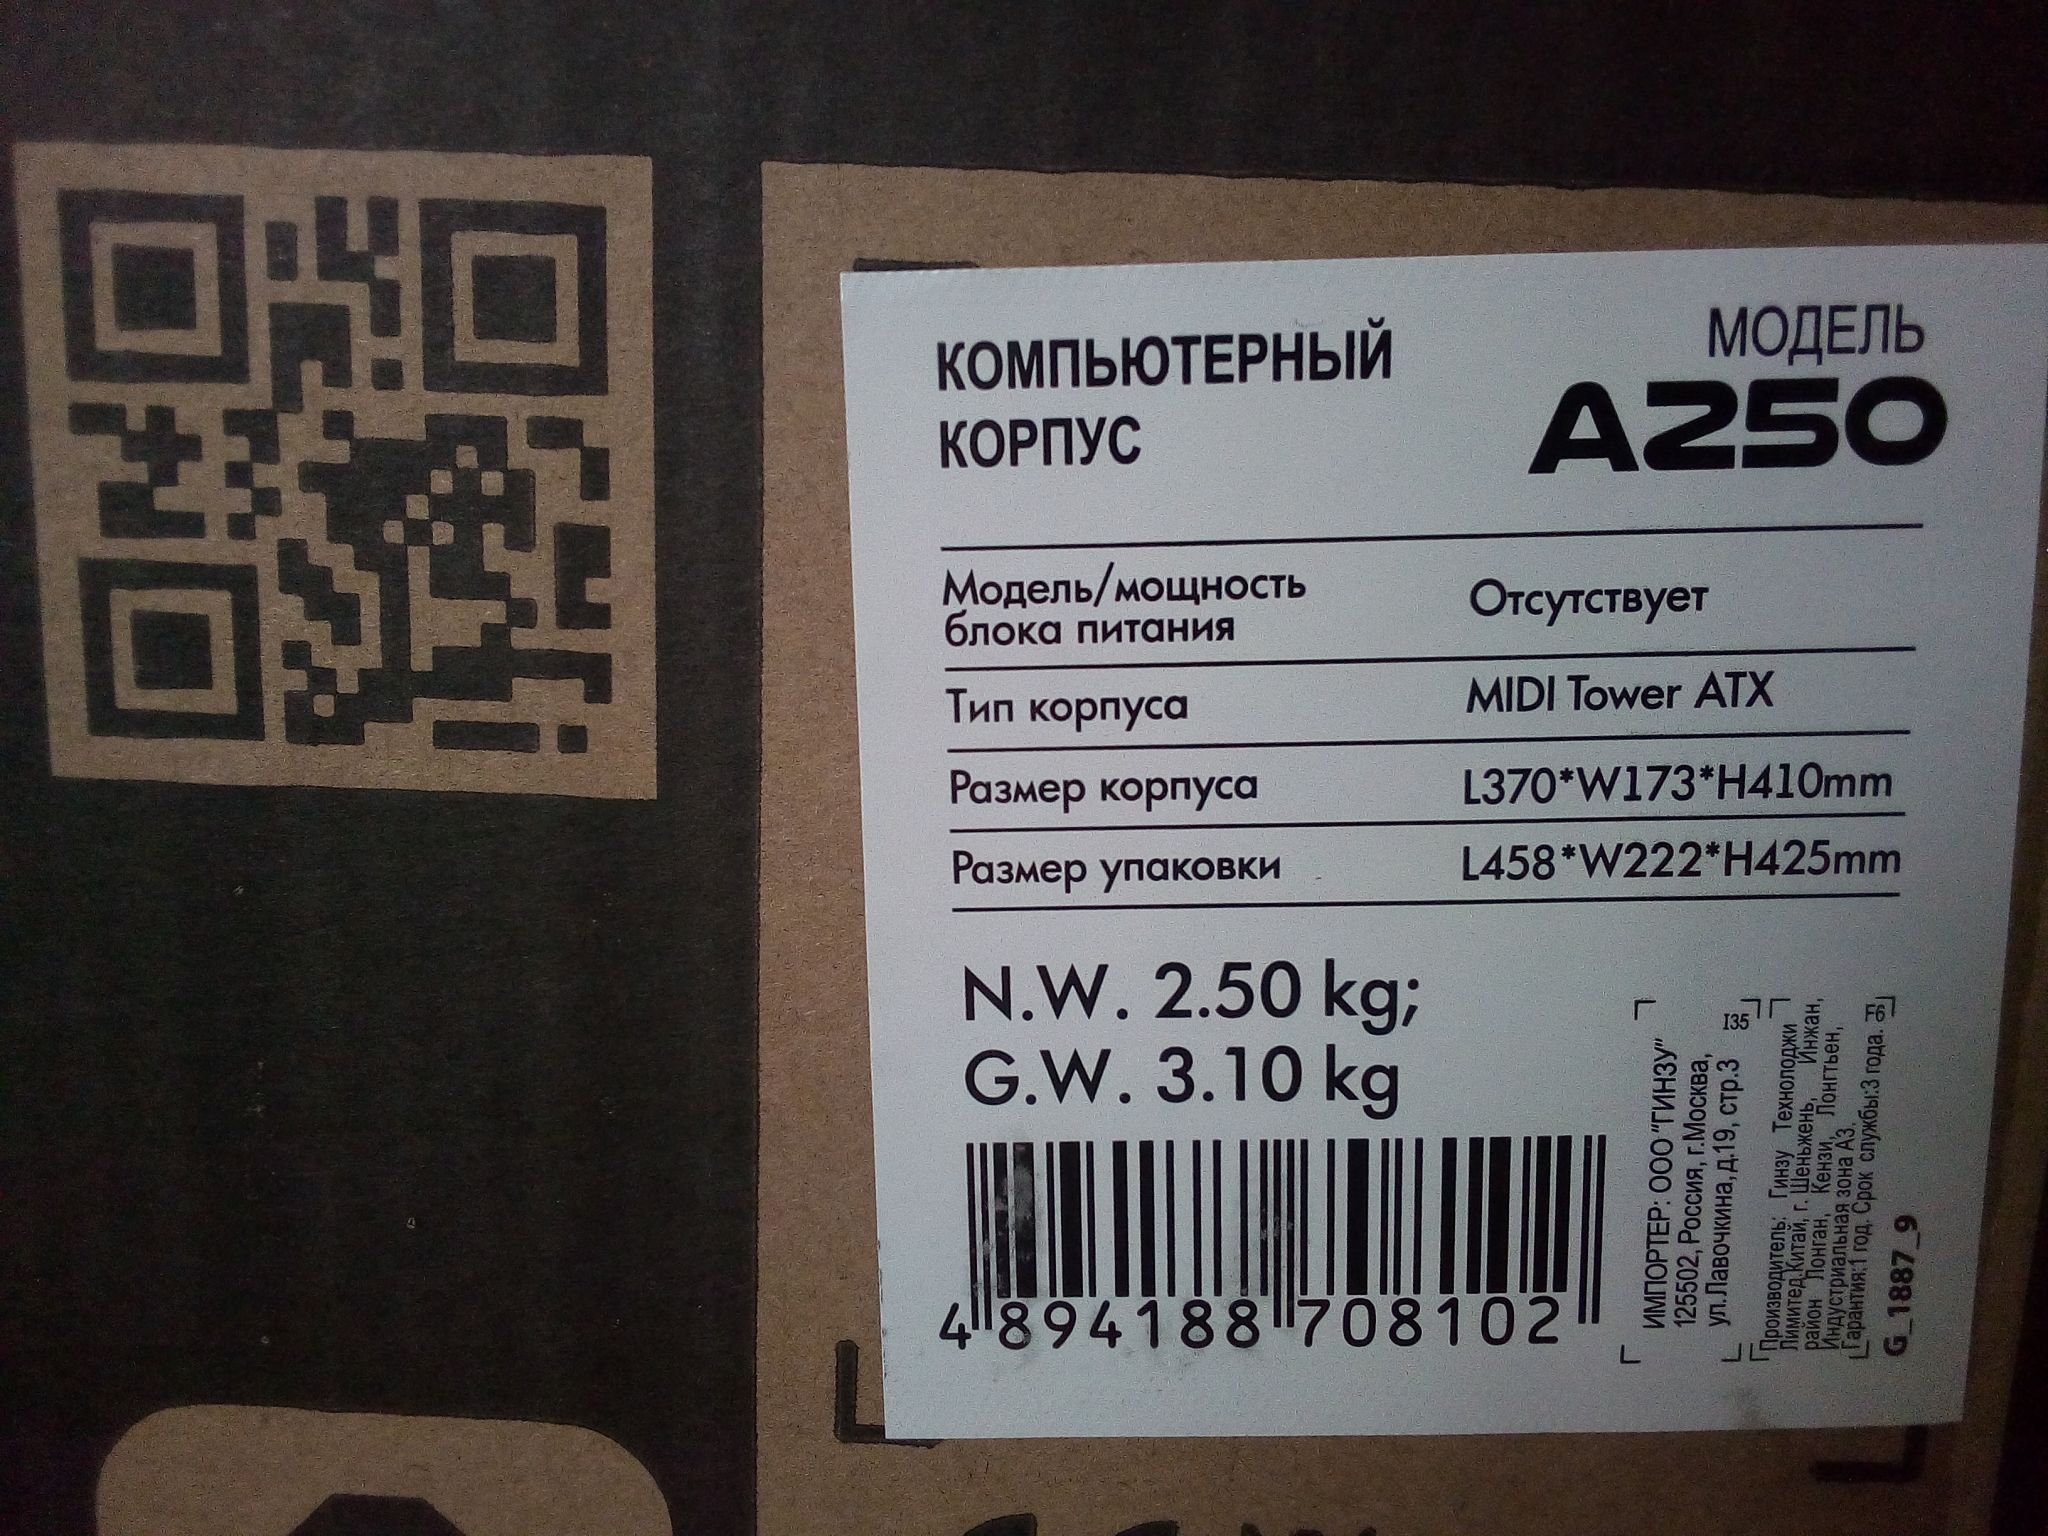 КОМПЬЮТЕРНЫЙ
КОРПУС
МОДЕЛЬ
A250
Модель/мощность
блока питания
Отсутствует
Тип корпуса
MIDI Tower ATX
Размер корпуса
L370*W173*H410mm
Размер упаковки
L458*W222*H425mm
N.W. 2.50 kg;
G.W. 3.10 kg
4 894188 708102
ИМПОРТЕР: ООО "ГИНЗУ"
125502, Россия, г.Москва,
ул.Лавочкина, д.19, стр.3
I35
Производитель: Гинзу Технолоджи
Лимитед.Китай, г. Шеньжень, Инжан,
район Лонган, Кензи, Лонгтьен,
Индустриальная зона А3.
Гарантия:1 год. Срок службы:3 года.
F6
G_1887_9